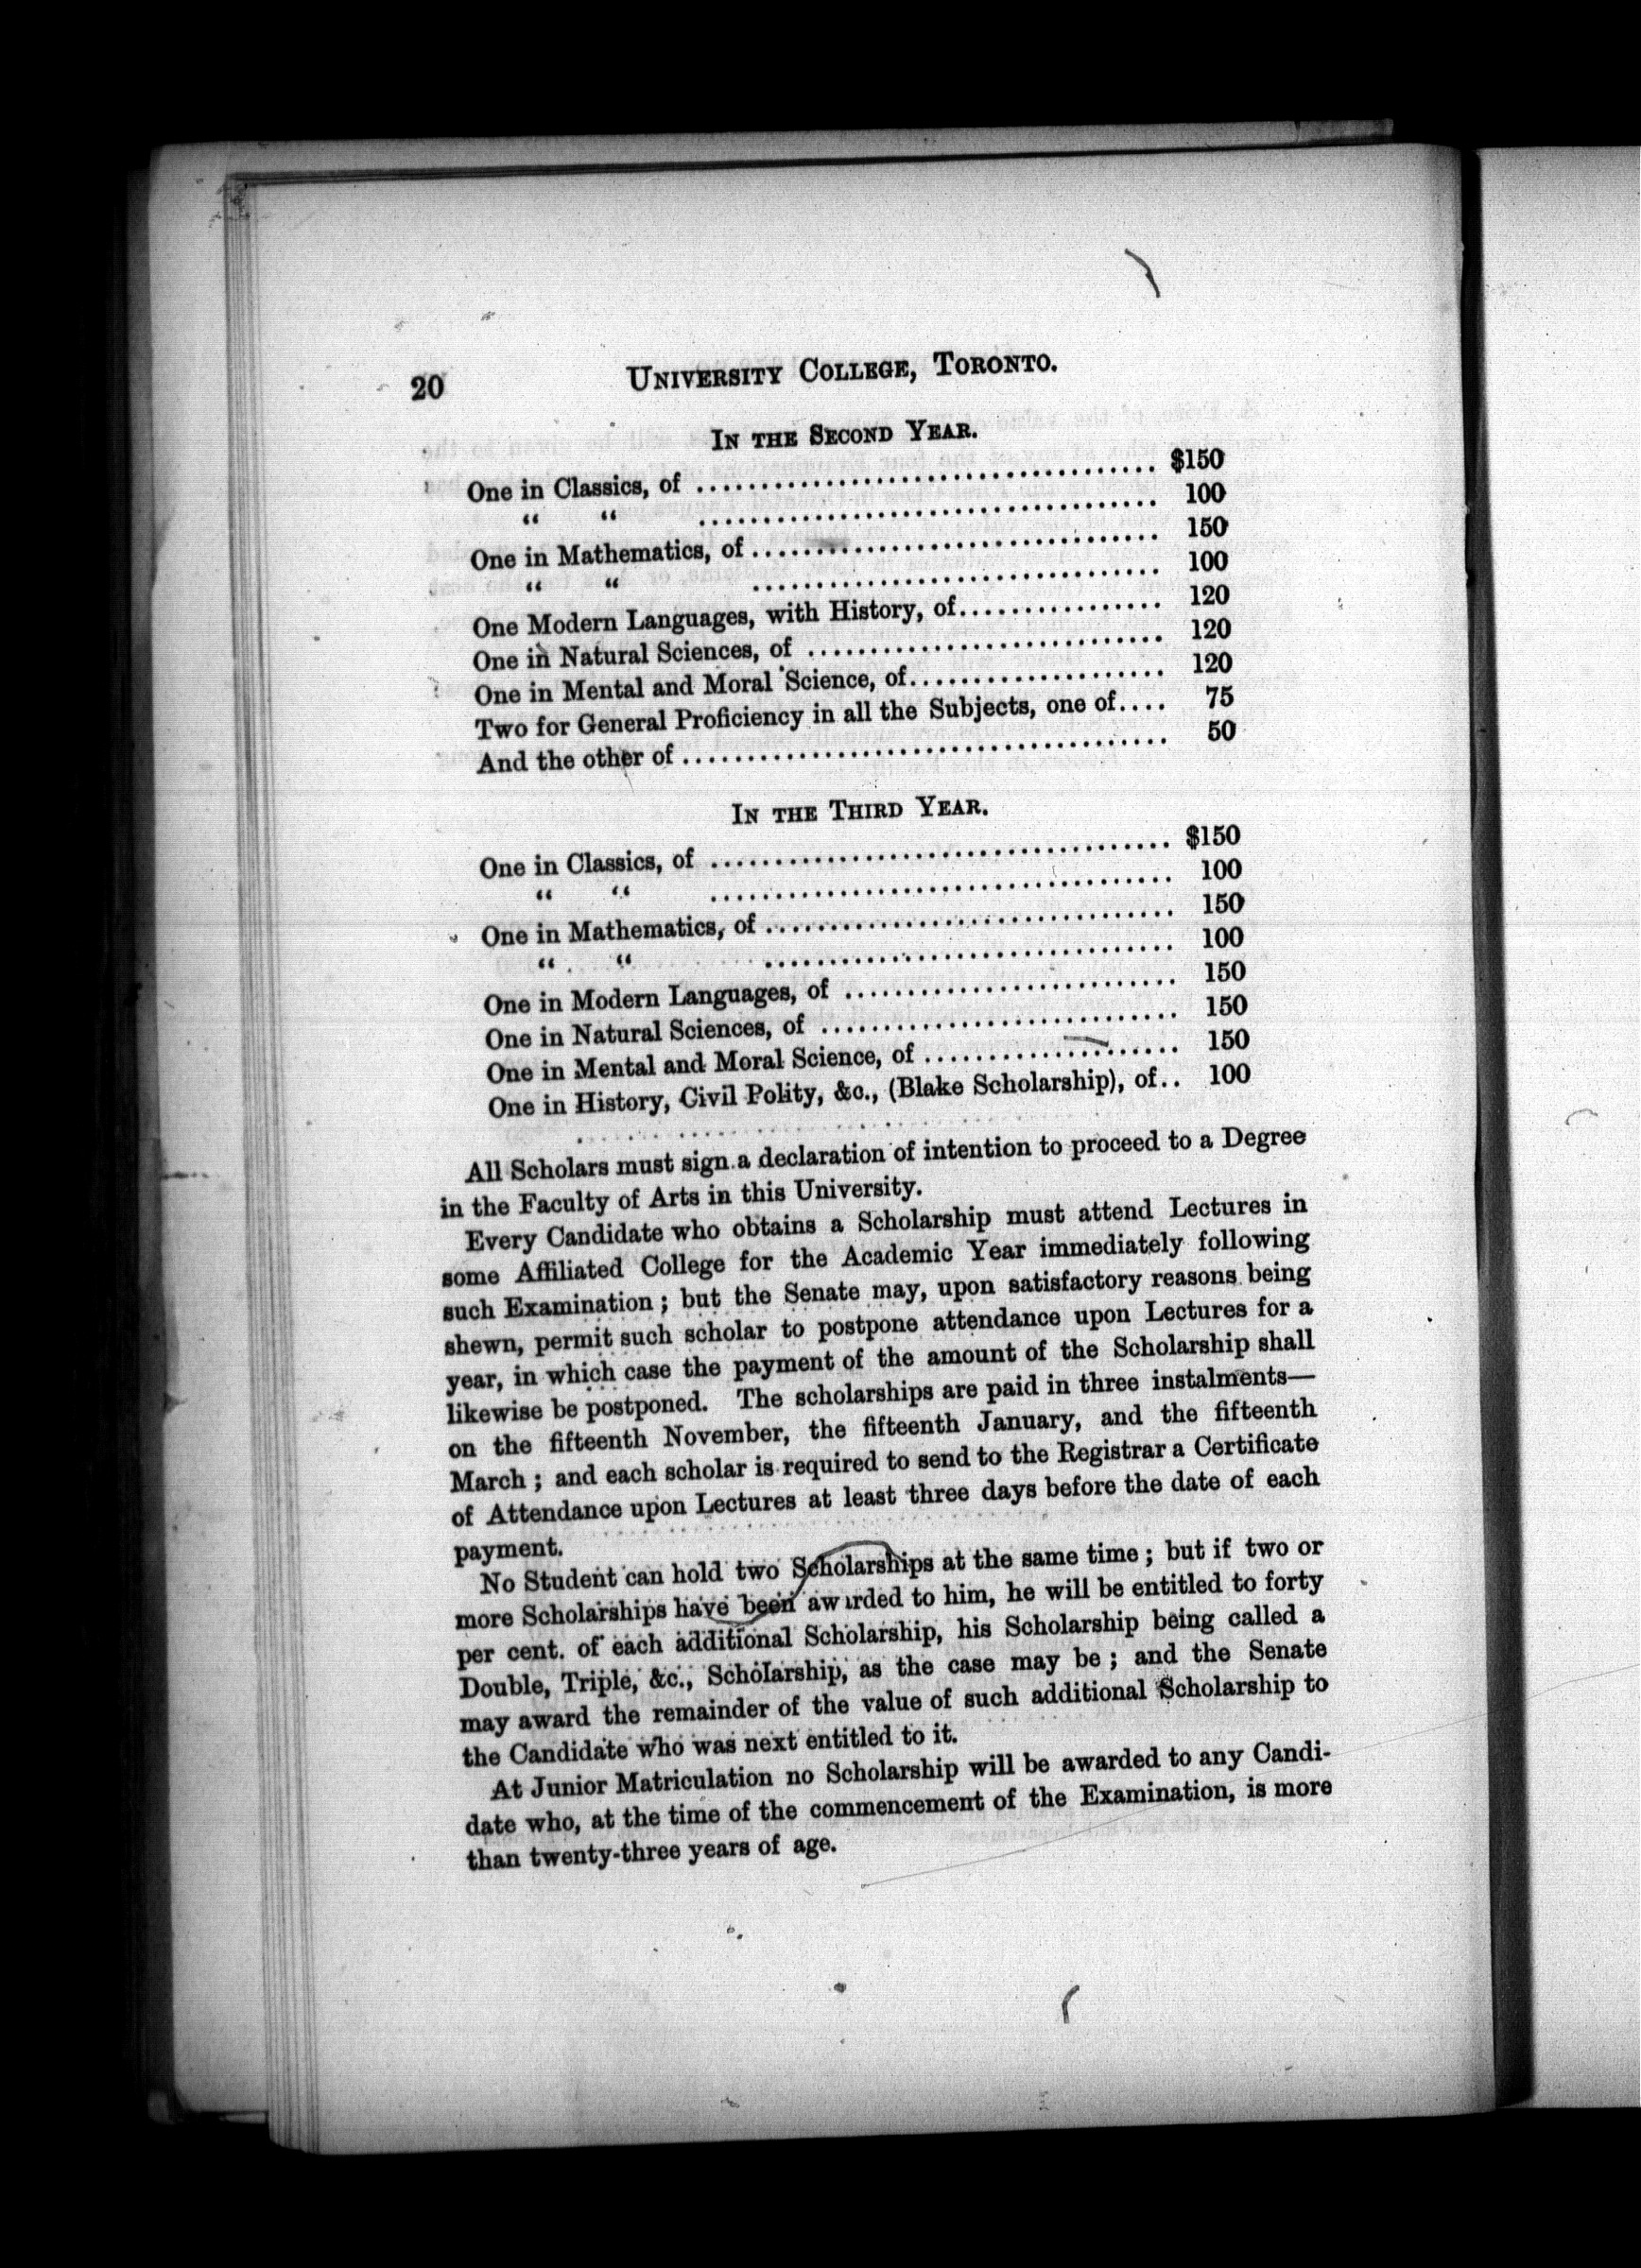 20 UNIVERSITY COLLEGE, TORONTO.
IN THE SECOND YEAR.
One in Classics, of .................................... $150
“ “ .................................... 100
One in Mathematics, of ................................ 150
“ “ ................................ 100
One Modern Languages, with History, of................ 120
One in Natural Sciences, of ............................ 120
One in Mental and Moral Science, of.................... 120
Two for General Proficiency in all the Subjects, one of.... 75
And the other of ...................................... 50
IN THE THIRD YEAR.
One in Classics, of .................................... $150
“ “ .................................... 100
One in Mathematics, of ................................ 150
“ “ ................................ 100
One in Modern Languages, of .......................... 150
One in Natural Sciences, of ............................ 150
One in Mental and Moral Science, of .................... 150
One in History, Civil Polity, &c., (Blake Scholarship), of.. 100
All Scholars must sign a declaration of intention to proceed to a Degree
in the Faculty of Arts in this University.
Every Candidate who obtains a Scholarship must attend Lectures in
some Affiliated College for the Academic Year immediately following
such Examination ; but the Senate may, upon satisfactory reasons being
shewn, permit such scholar to postpone attendance upon Lectures for a
year, in which case the payment of the amount of the Scholarship shall
likewise be postponed. The scholarships are paid in three instalments—
on the fifteenth November, the fifteenth January, and the fifteenth
March ; and each scholar is required to send to the Registrar a Certificate
of Attendance upon Lectures at least three days before the date of each
payment.
No Student can hold two Scholarships at the same time ; but if two or
more Scholarships have been awarded to him, he will be entitled to forty
per cent. of each additional Scholarship, his Scholarship being called a
Double, Triple, &c., Scholarship, as the case may be ; and the Senate
may award the remainder of the value of such additional Scholarship to
the Candidate who was next entitled to it.
At Junior Matriculation no Scholarship will be awarded to any Candi-
date who, at the time of the commencement of the Examination, is more
than twenty-three years of age.